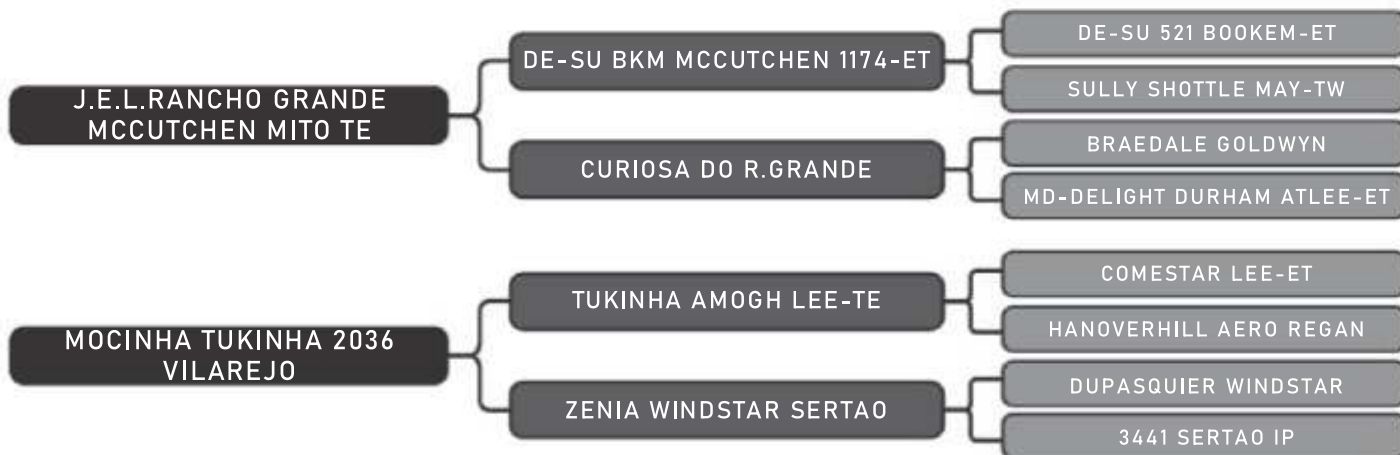 J.E.L.RANCHO GRANDE
MCCUTCHEN MITO TE
DE-SU BKM MCCUTCHEN 1174-ET
DE-SU 521 BOOKEM-ET
SULLY SHOTTLE MAY-TW
CURIOSA DO R.GRANDE
BRAEDALE GOLDWYN
MD-DELIGHT DURHAM ATLEE-ET
MOCINHA TUKINHA 2036
VILAREJO
TUKINHA AMOGH LEE-TE
COMESTAR LEE-ET
HANOVERHILL AERO REGAN
ZENIA WINDSTAR SERTAO
DUPASQUIER WINDSTAR
3441 SERTAO IP